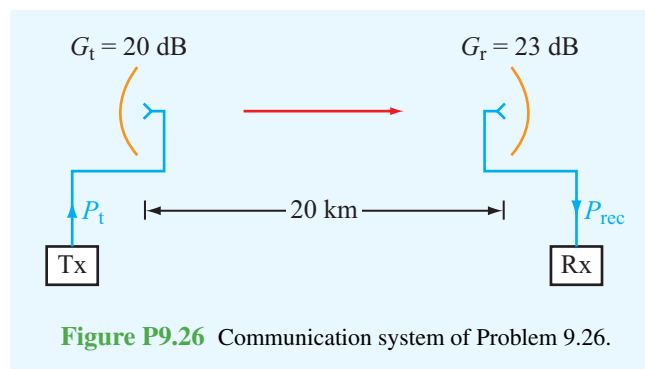 Gt = 20 dB
Gr = 23 dB
Pt
20 km
Prec
Tx
Rx
Figure P9.26 Communication system of Problem 9.26.